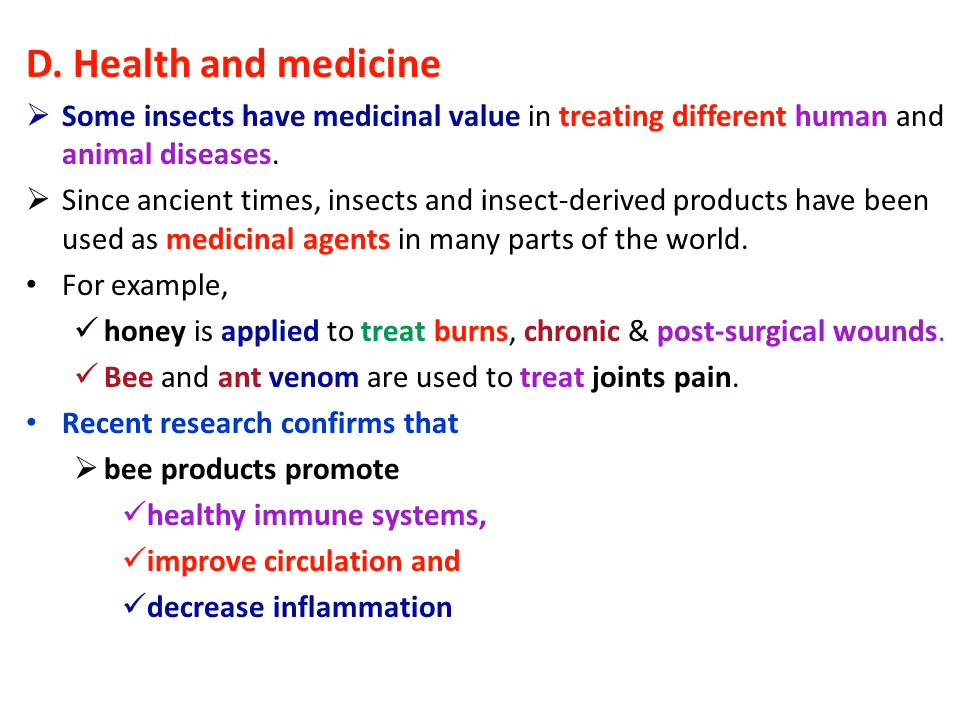 D. Health and medicine
➢ Some insects have medicinal value in treating different human and
animal diseases.
➢ Since ancient times, insects and insect-derived products have been
used as medicinal agents in many parts of the world.
• For example,
✓ honey is applied to treat burns, chronic & post-surgical wounds.
✓ Bee and ant venom are used to treat joints pain.
• Recent research confirms that
➢ bee products promote
✓ healthy immune systems,
✓ improve circulation and
✓ decrease inflammation